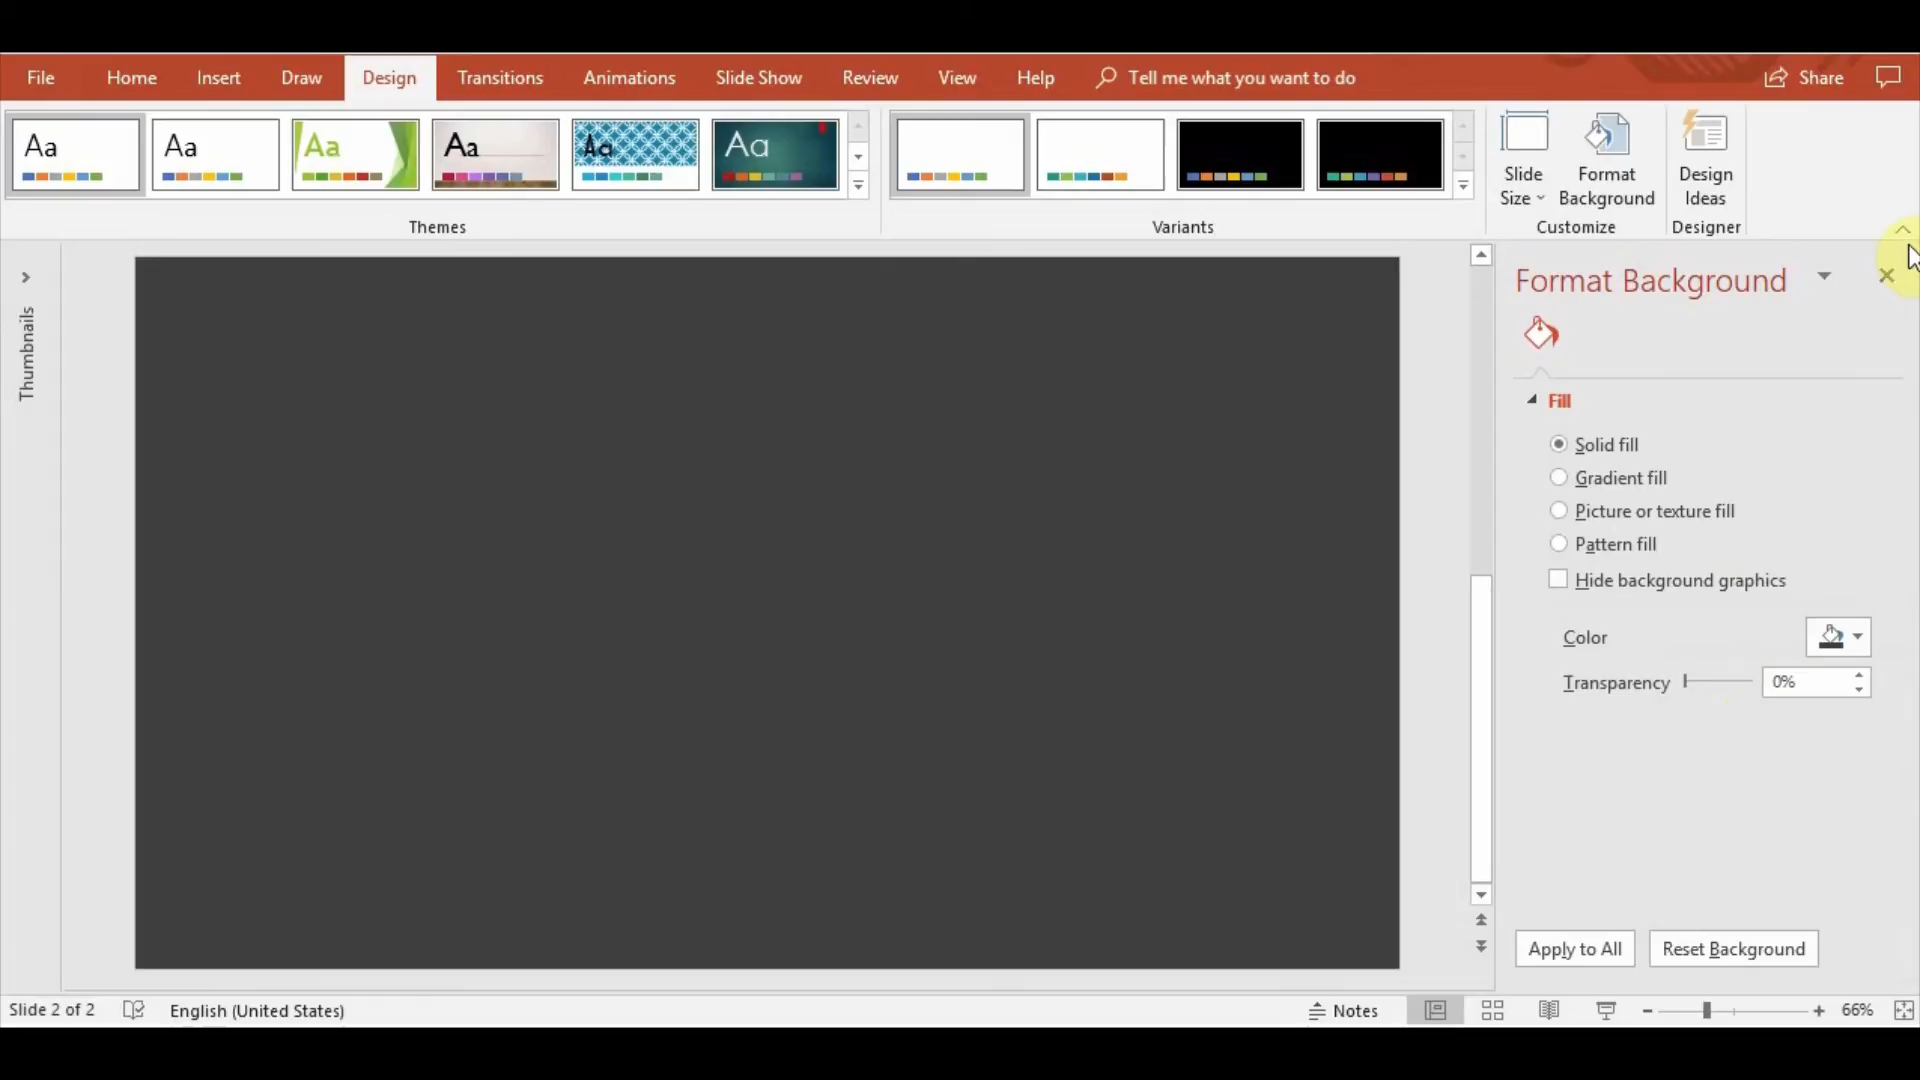 File Home Insert Draw Design Transitions Animations Slide Show Review View Help Tell me what you want to do Share
Aa Aa Aa Aa Aa Aa
Slide Size
Format Background
Design Ideas
Themes Variants Customize Designer
Thumbnails
Format Background
Fill
Solid fill
Gradient fill
Picture or texture fill
Pattern fill
Hide background graphics
Color
Transparency 0%
Apply to All Reset Background
Slide 2 of 2 English (United States) Notes 66%